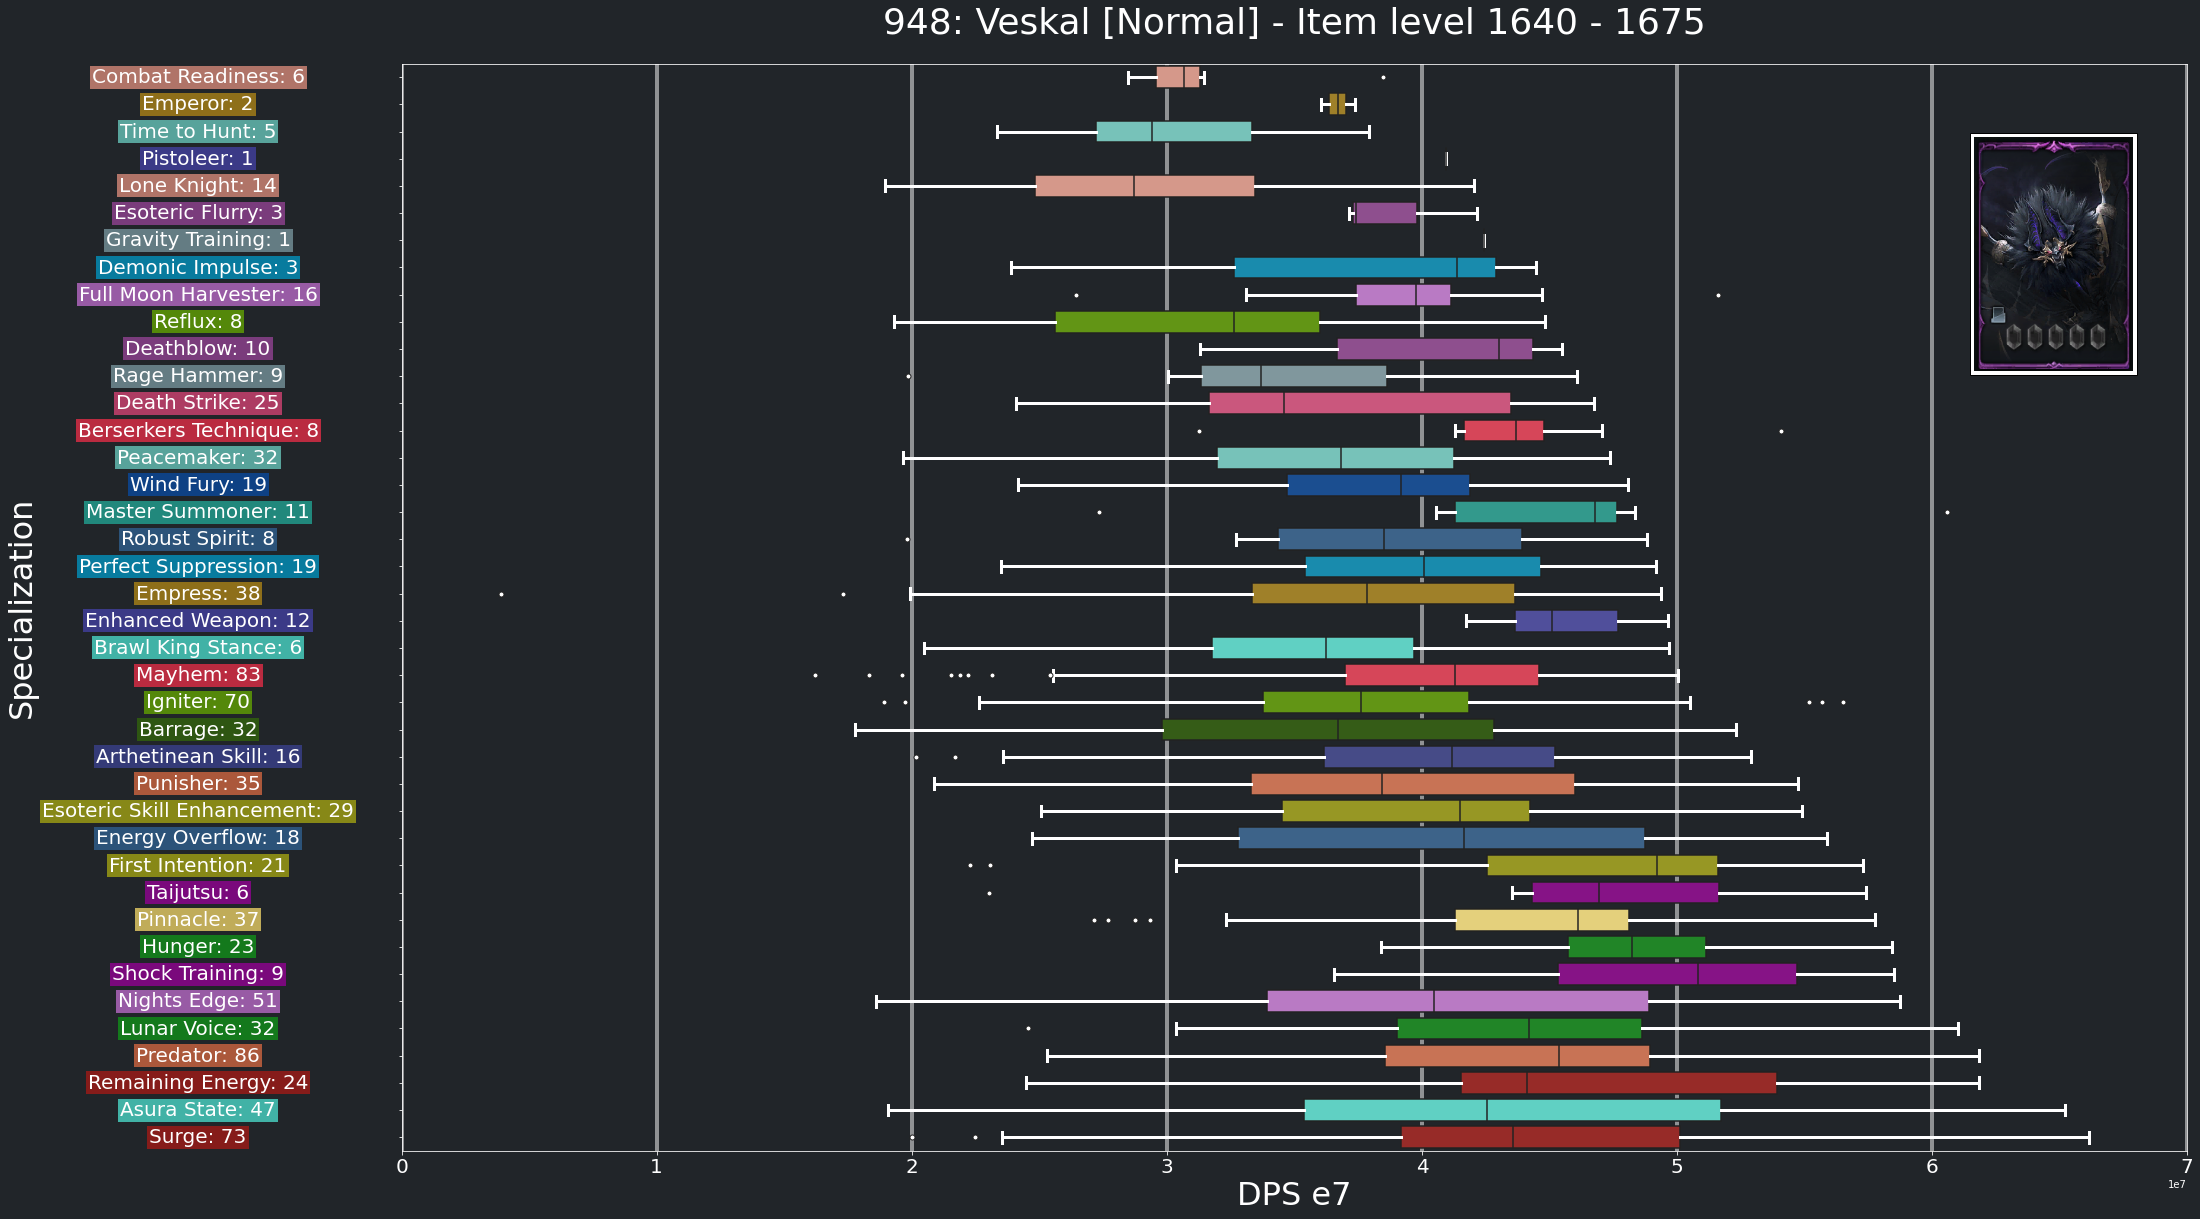 948: Veskal [Normal] - Item level 1640 - 1675
Specialization
Combat Readiness: 6
Emperor: 2
Time to Hunt: 5
Pistoleer: 1
Lone Knight: 14
Esoteric Flurry: 3
Gravity Training: 1
Demonic Impulse: 3
Full Moon Harvester: 16
Reflux: 8
Deathblow: 10
Rage Hammer: 9
Death Strike: 25
Berserkers Technique: 8
Peacemaker: 32
Wind Fury: 19
Master Summoner: 11
Robust Spirit: 8
Perfect Suppression: 19
Empress: 38
Enhanced Weapon: 12
Brawl King Stance: 6
Mayhem: 83
Igniter: 70
Barrage: 32
Arthetinean Skill: 16
Punisher: 35
Esoteric Skill Enhancement: 29
Energy Overflow: 18
First Intention: 21
Taijutsu: 6
Pinnacle: 37
Hunger: 23
Shock Training: 9
Nights Edge: 51
Lunar Voice: 32
Predator: 86
Remaining Energy: 24
Asura State: 47
Surge: 73
0 1 2 3 4 5 6 7
1e7
DPS e7